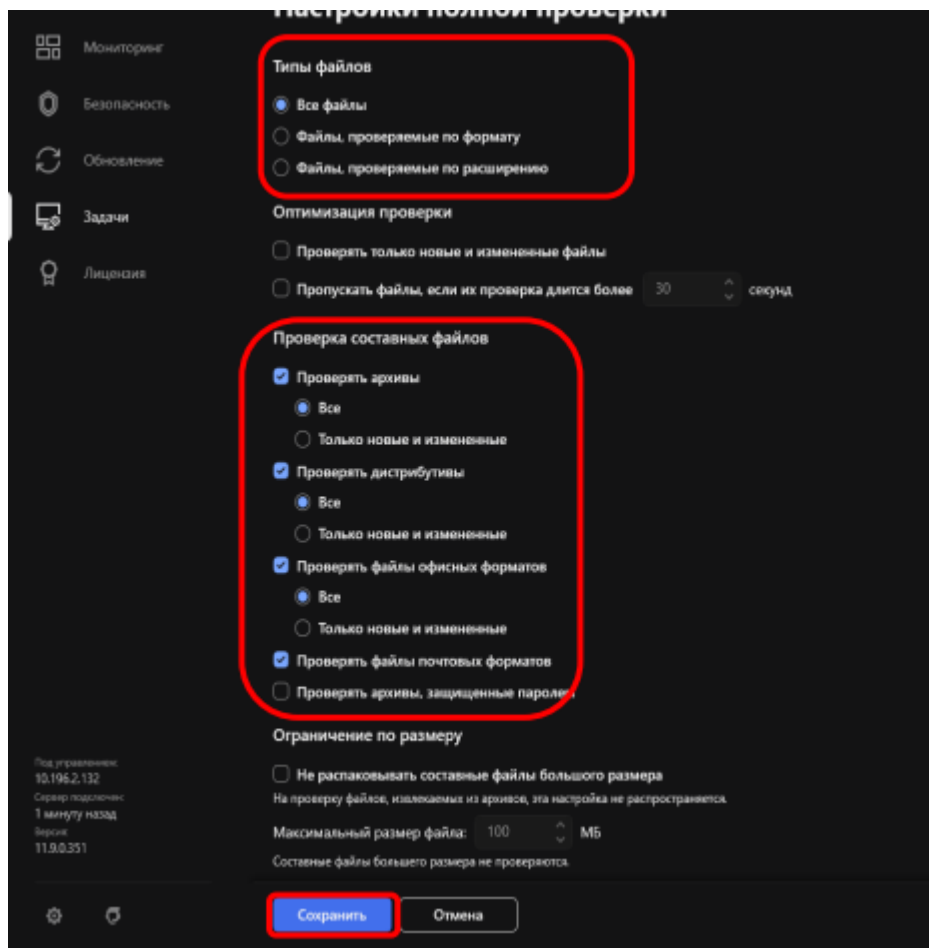 Настройки полной проверки
Мониторинг
Безопасность
Обновление
Задачи
Лицензия
Типы файлов
Все файлы
Файлы, проверяемые по формату
Файлы, проверяемые по расширению
Оптимизация проверки
Проверять только новые и измененные файлы
Пропускать файлы, если их проверка длится более 30 секунд
Проверка составных файлов
Проверять архивы
Все
Только новые и измененные
Проверять дистрибутивы
Все
Только новые и измененные
Проверять файлы офисных форматов
Все
Только новые и измененные
Проверять файлы почтовых форматов
Проверять архивы, защищенные паролем
Ограничение по размеру
Не распаковывать составные файлы большого размера
На проверку файлов, извлекаемых из архивов, эта настройка не распространяется.
Максимальный размер файла: 100 МБ
Составные файлы большего размера не проверяются.
Под управлением:
10.196.2.132
Сервер подключен:
1 минуту назад
Версия:
11.9.0.351
Сохранить
Отмена